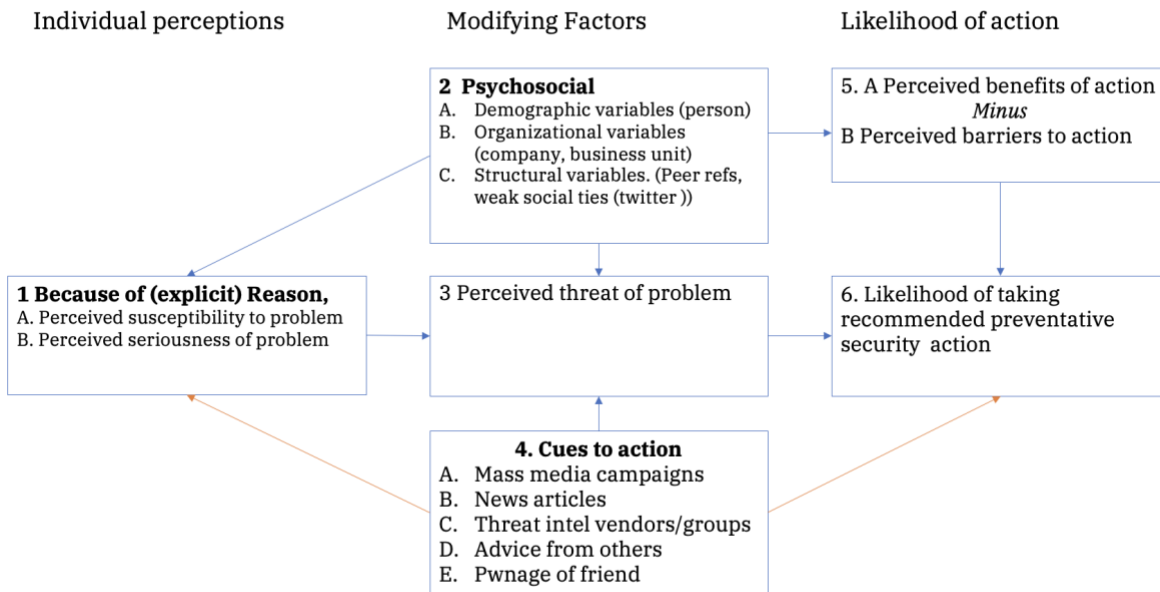 Individual perceptions
Modifying Factors
Likelihood of action
2 Psychosocial
A. Demographic variables (person)
B. Organizational variables
(company, business unit)
C. Structural variables. (Peer refs,
weak social ties (twitter ))
5. A Perceived benefits of action
Minus
B Perceived barriers to action
1 Because of (explicit) Reason,
A. Perceived susceptibility to problem
B. Perceived seriousness of problem
3 Perceived threat of problem
6. Likelihood of taking
recommended preventative
security action
4. Cues to action
A. Mass media campaigns
B. News articles
C. Threat intel vendors/groups
D. Advice from others
E. Pwnage of friend